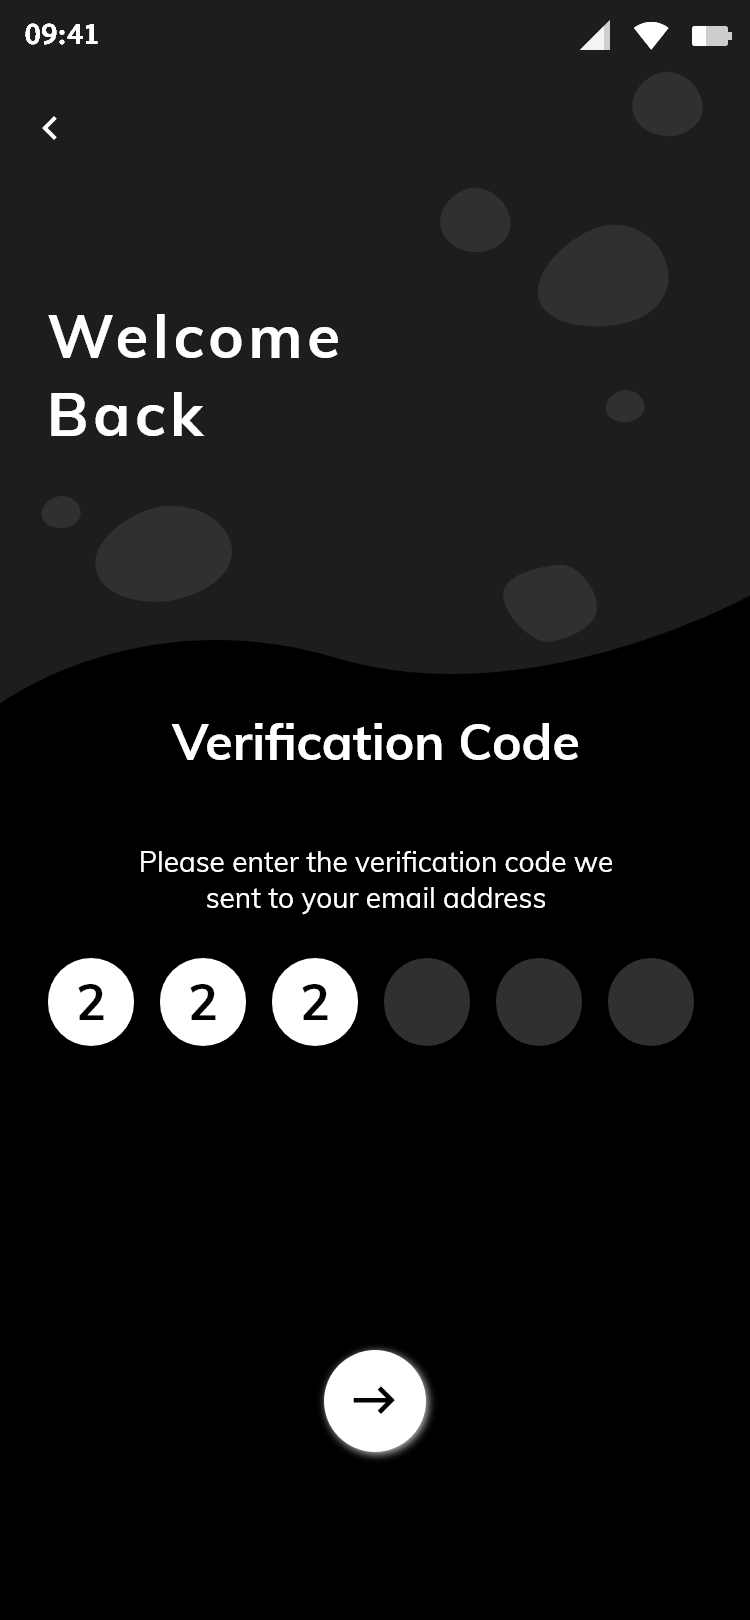 09:41
Welcome
Back
Verification Code
Please enter the verification code we
sent to your email address
2 2 2